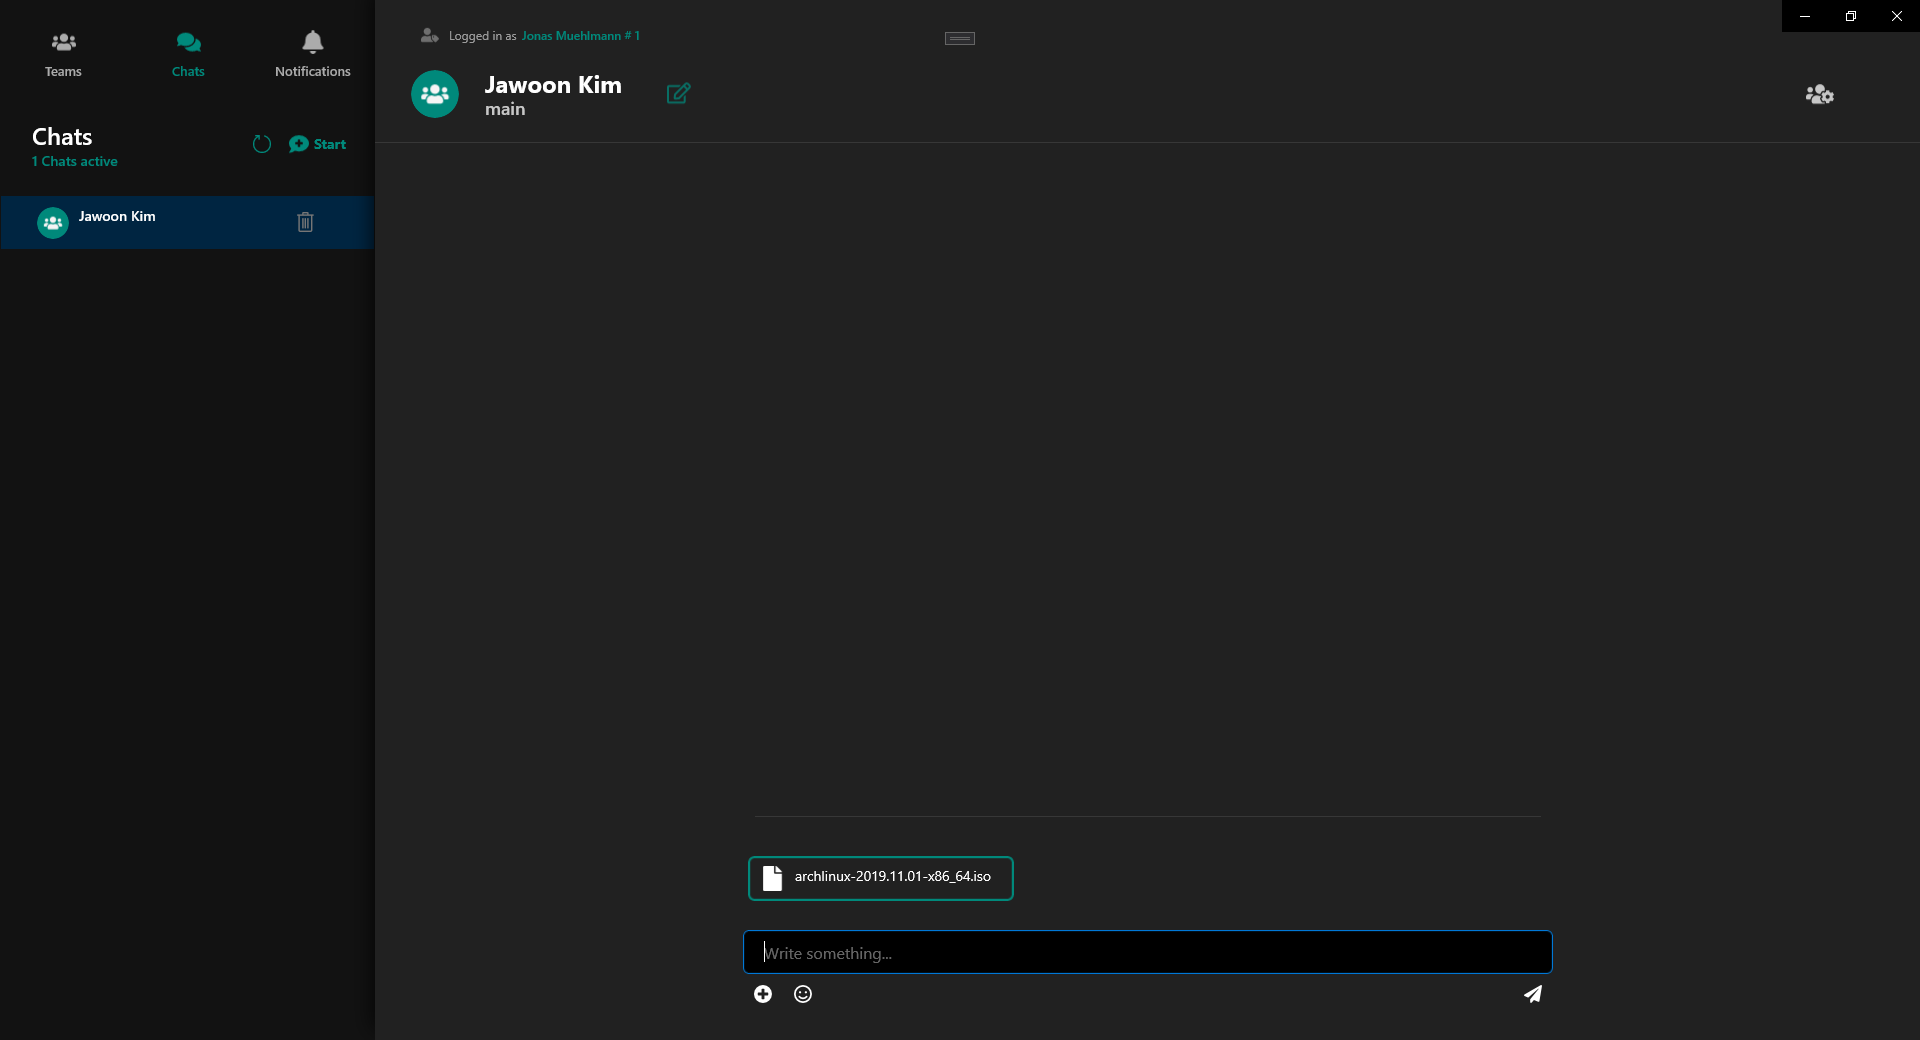 Teams
Chats
Notifications
Chats
1 Chats active
Start
Jawoon Kim
Logged in as Jonas Muehlmann # 1
Jawoon Kim
main
archlinux-2019.11.01-x86_64.iso
Write something...